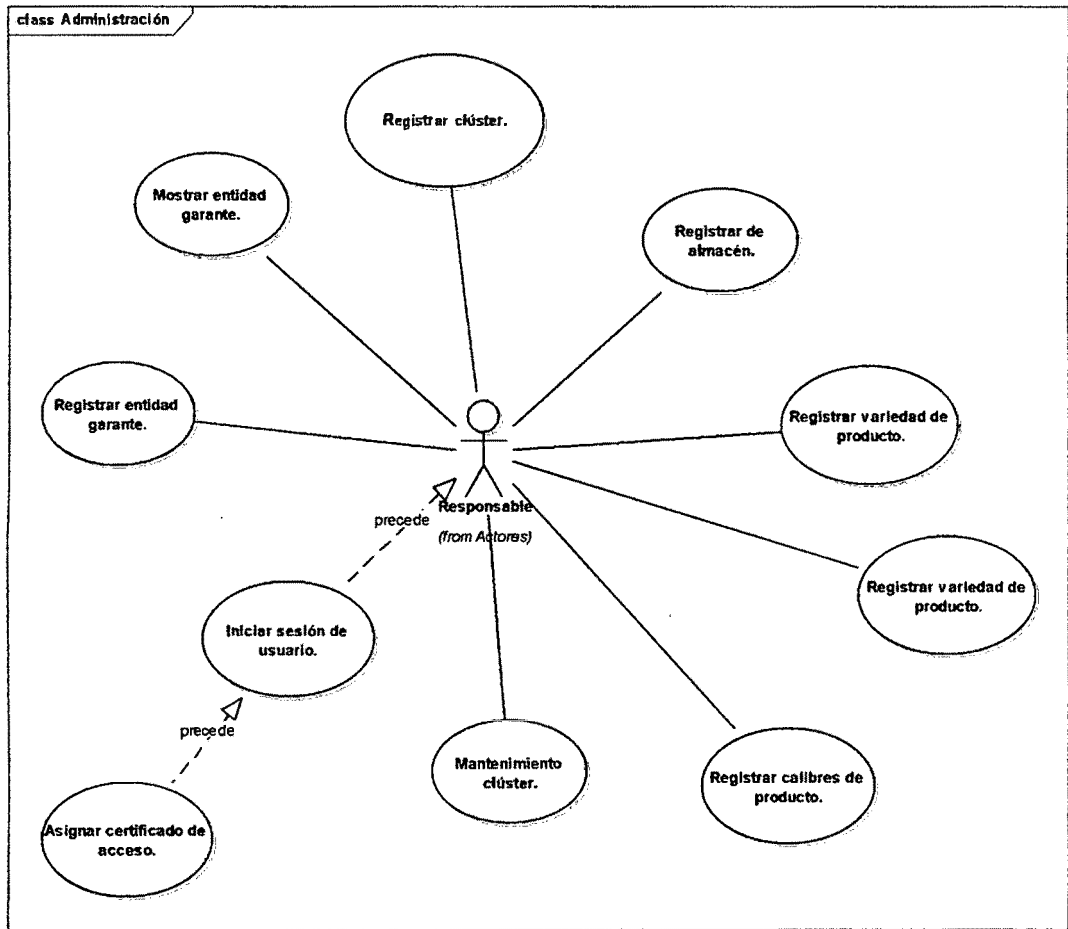 class Administración
Registrar clúster.
Mostrar entidad
garante.
Registrar de
almacén.
Registrar entidad
garante.
Registrar variedad de
producto.
Responsable
(from Actores)
precede
Registrar variedad de
producto.
Iniciar sesión de
usuario.
precede
Mantenimiento
clúster.
Registrar calibres de
producto.
Asignar certificado de
acceso.